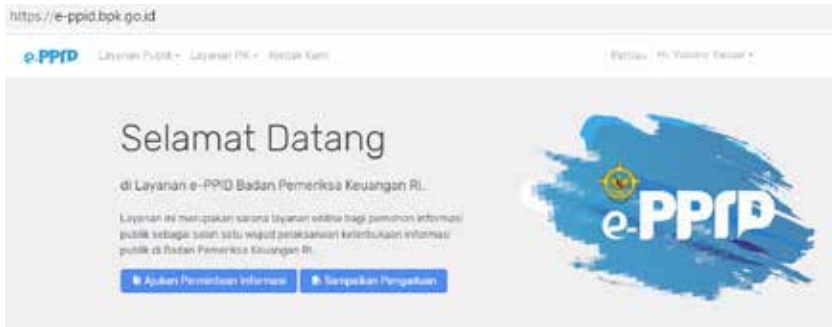 https://e-ppid.bpk.go.id
e-PPID Layanan Publik Layanan PIK Kontak Kami
Selamat Datang
di Layanan e-PPID Badan Pemeriksa Keuangan RI.
Layanan ini merupakan sarana layanan online bagi pemohon informasi
publik sebagai salah satu wujud pelaksanaan keterbukaan informasi
publik di Badan Pemeriksa Keuangan RI.
Ajukan Permintaan Informasi Sampaikan Pengaduan
e-PPID